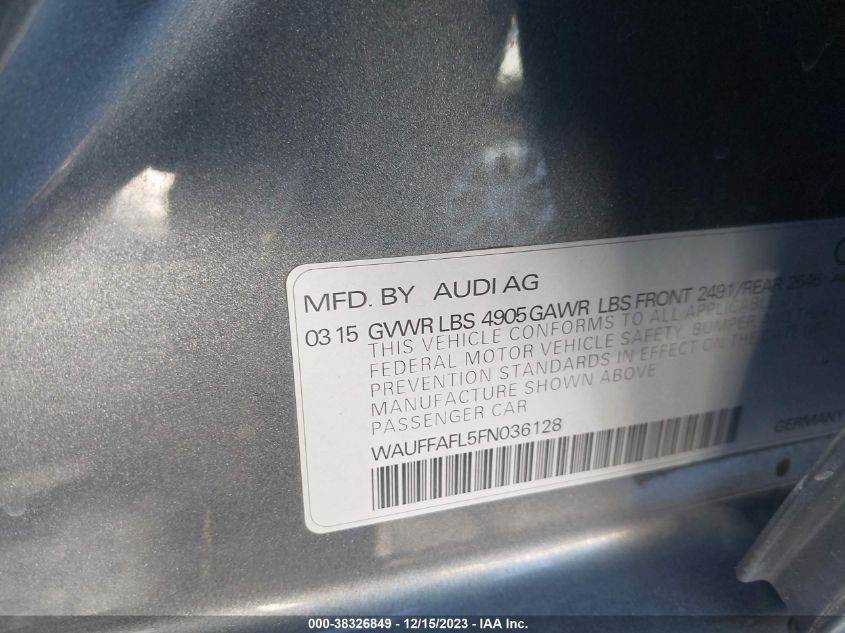 MFD. BY AUDI AG
03 15 GVWR LBS 4905 GAWR LBS FRONT 2491/REAR 2546
THIS VEHICLE CONFORMS TO ALL APPLICABLE
FEDERAL MOTOR VEHICLE SAFETY, BUMPER
PREVENTION STANDARDS IN EFFECT ON THE DATE
MANUFACTURE SHOWN ABOVE
PASSENGER CAR
WAUFFAFL5FN036128
GERMANY
000-38326849 - 12/15/2023 - IAA Inc.